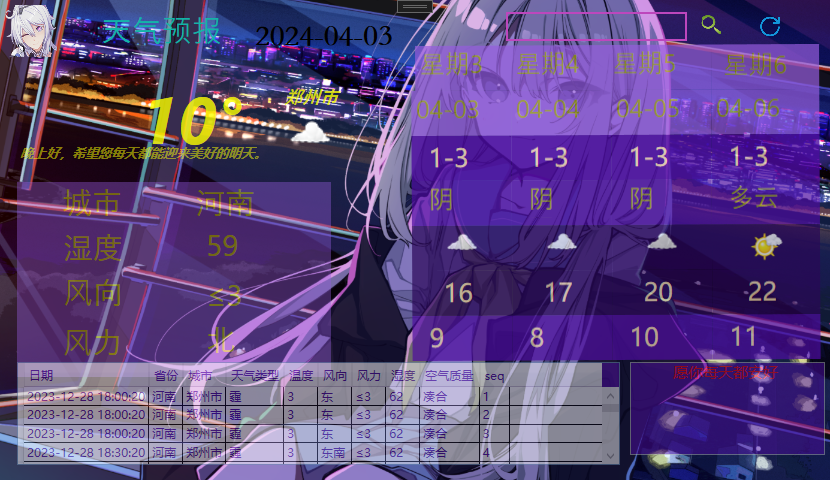 天气预报 2024-04-03
10° 郑州市
晚上好，希望您每天都能迎来美好的明天。
星期3 星期4 星期5 星期6
04-03 04-04 04-05 04-06
1-3 1-3 1-3 1-3
阴 阴 阴 多云
16 17 20 22
9 8 10 11
城市 河南
湿度 59
风向 ≤3
风力 北
日期 省份 城市 天气类型 温度 风向 风力 湿度 空气质量 seq
2023-12-28 18:00:20 河南 郑州市 霾 3 东 ≤3 62 凑合 1
2023-12-28 18:00:20 河南 郑州市 霾 3 东 ≤3 62 凑合 2
2023-12-28 18:00:20 河南 郑州市 霾 3 东 ≤3 62 凑合 3
2023-12-28 18:30:20 河南 郑州市 霾 3 东南 ≤3 62 凑合 4
愿你每天都安好